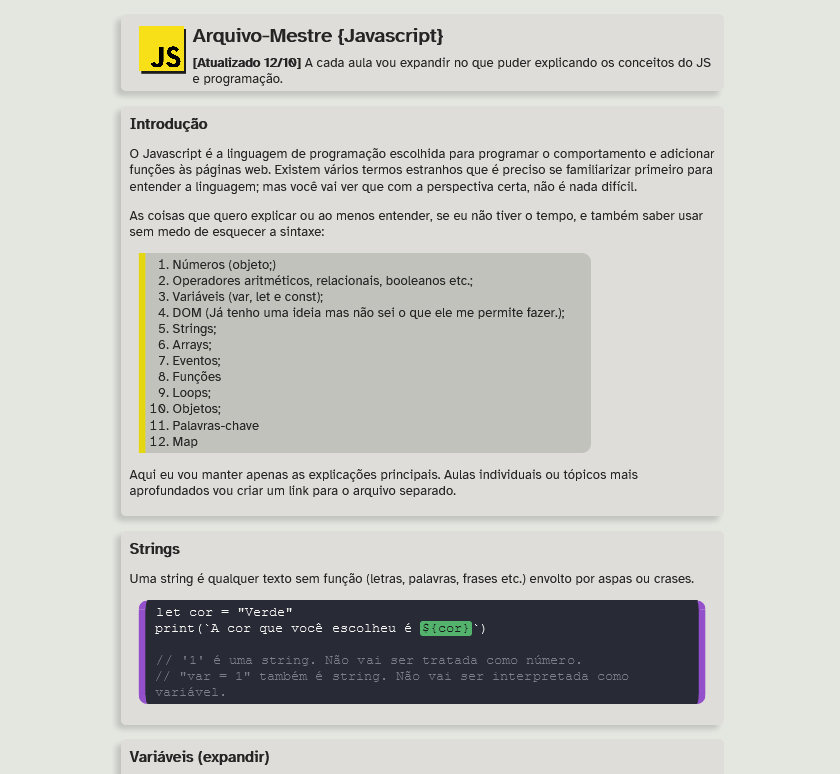 JS
Arquivo-Mestre {Javascript}
[Atualizado 12/10] A cada aula vou expandir no que puder explicando os conceitos do JS
e programação.
Introdução
O Javascript é a linguagem de programação escolhida para programar o comportamento e adicionar
funções às páginas web. Existem vários termos estranhos que é preciso se familiarizar primeiro para
entender a linguagem; mas você vai ver que com a perspectiva certa, não é nada difícil.
As coisas que quero explicar ou ao menos entender, se eu não tiver o tempo, e também saber usar
sem medo de esquecer a sintaxe:
1. Números (objeto;)
2. Operadores aritméticos, relacionais, booleanos etc.;
3. Variáveis (var, let e const);
4. DOM (Já tenho uma ideia mas não sei o que ele me permite fazer.);
5. Strings;
6. Arrays;
7. Eventos;
8. Funções
9. Loops;
10. Objetos;
11. Palavras-chave
12. Map
Aqui eu vou manter apenas as explicações principais. Aulas individuais ou tópicos mais
aprofundados vou criar um link para o arquivo separado.
Strings
Uma string é qualquer texto sem função (letras, palavras, frases etc.) envolto por aspas ou crases.
let cor = "Verde"
print(`A cor que você escolheu é ${cor}`)
// '1' é uma string. Não vai ser tratada como número.
// "var = 1" também é string. Não vai ser interpretada como
variável.
Variáveis (expandir)